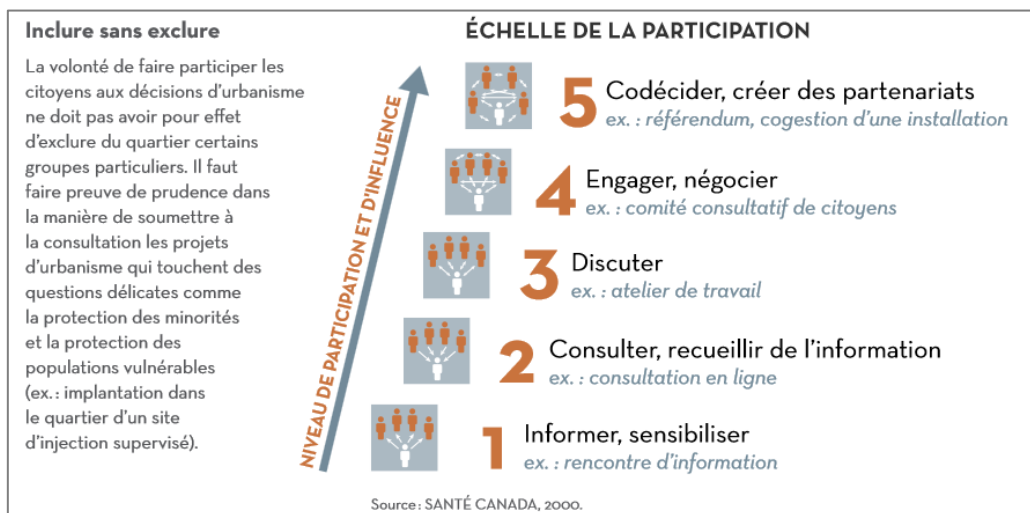 Inclure sans exclure
La volonté de faire participer les
citoyens aux décisions d'urbanisme
ne doit pas avoir pour effet
d'exclure du quartier certains
groupes particuliers. Il faut
faire preuve de prudence dans
la manière de soumettre à
la consultation les projets
d'urbanisme qui touchent des
questions délicates comme
la protection des minorités
et la protection des
populations vulnérables
(ex. : implantation dans
le quartier d'un site
d'injection supervisé).
ÉCHELLE DE LA PARTICIPATION
NIVEAU DE PARTICIPATION ET D'INFLUENCE
5 Codécider, créer des partenariats
ex. : référendum, cogestion d'une installation
4 Engager, négocier
ex. : comité consultatif de citoyens
3 Discuter
ex. : atelier de travail
2 Consulter, recueillir de l'information
ex. : consultation en ligne
1 Informer, sensibiliser
ex. : rencontre d'information
Source : SANTÉ CANADA, 2000.